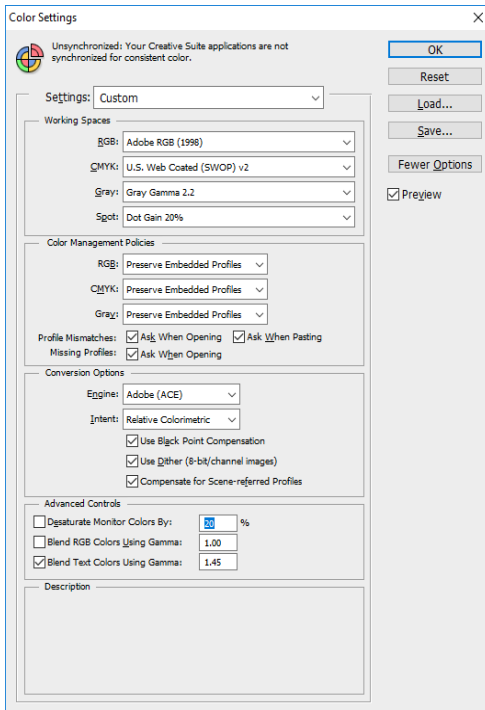 Color Settings
Unsynchronized: Your Creative Suite applications are not
synchronized for consistent color.
OK
Reset
Load...
Save...
Fewer Options
Preview
Settings: Custom
Working Spaces
RGB: Adobe RGB (1998)
CMYK: U.S. Web Coated (SWOP) v2
Gray: Gray Gamma 2.2
Spot: Dot Gain 20%
Color Management Policies
RGB: Preserve Embedded Profiles
CMYK: Preserve Embedded Profiles
Gray: Preserve Embedded Profiles
Profile Mismatches: Ask When Opening Ask When Pasting
Missing Profiles: Ask When Opening
Conversion Options
Engine: Adobe (ACE)
Intent: Relative Colorimetric
Use Black Point Compensation
Use Dither (8-bit/channel images)
Compensate for Scene-referred Profiles
Advanced Controls
Desaturate Monitor Colors By: 20 %
Blend RGB Colors Using Gamma: 1.00
Blend Text Colors Using Gamma: 1.45
Description